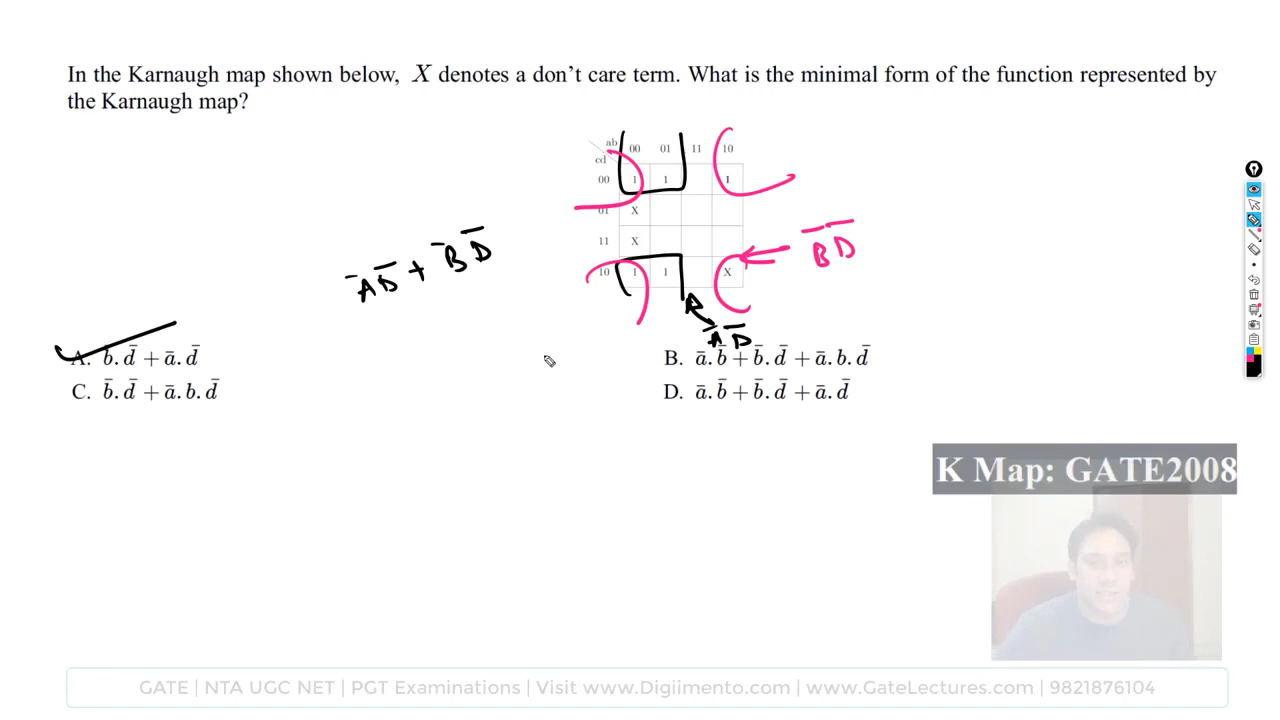 In the Karnaugh map shown below, X denotes a don't care term. What is the minimal form of the function represented by
the Karnaugh map?
ab 00 01 11 10
cd
00 1 1 1
01 X
11 X
10 1 1 X
B̅ D̅
A̅D̅ + B̅D̅
A̅ D̅
A. b̅. d̅ + a̅. d̅
B. a̅. b̅ + b̅. d̅ + a̅. b. d̅
C. b̅. d̅ + a̅. b. d̅
D. a̅. b̅ + b̅. d̅ + a̅. d̅
K Map: GATE2008
GATE | NTA UGC NET | PGT Examinations | Visit www.Digiimento.com | www.GateLectures.com | 9821876104